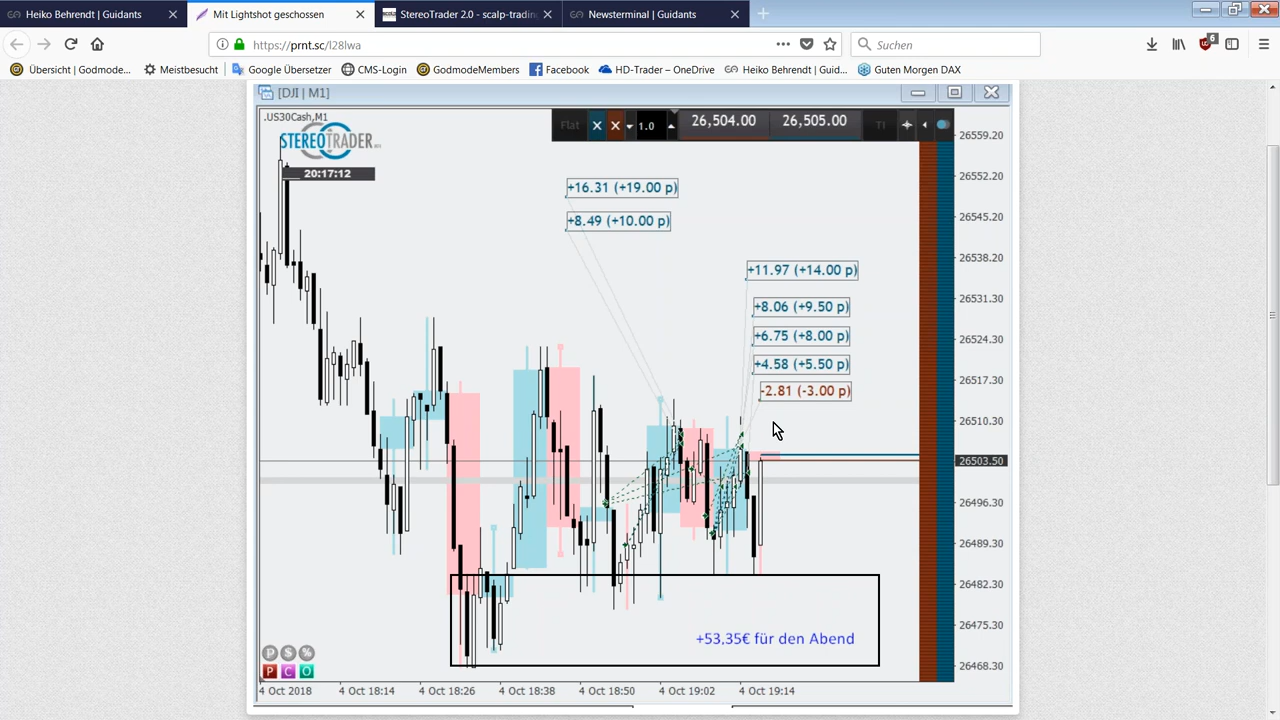 Heiko Behrendt | Guidants
Mit Lightshot geschossen
StereoTrader 2.0 - scalp trading
Newsterminal | Guidants
https://prnt.sc/l28lwa
Suchen
6
Übersicht | Godmode...
Meistbesucht
Google Übersetzer
CMS-Login
GodmodeMembers
Facebook
HD-Trader – OneDrive
Heiko Behrendt | Guid...
Guten Morgen DAX
[DJI | M1]
.US30Cash,M1
STEREOTRADER
20:17:12
Flat
1.0
26,504.00
26,505.00
TI
26559.20
26552.20
26545.20
26538.20
26531.30
26524.30
26517.30
26510.30
26503.50
26496.30
26489.30
26482.30
26475.30
26468.30
+16.31 (+19.00 p)
+8.49 (+10.00 p)
+11.97 (+14.00 p)
+8.06 (+9.50 p)
+6.75 (+8.00 p)
+4.58 (+5.50 p)
-2.81 (-3.00 p)
+53,35€ für den Abend
P $ %
P C O
4 Oct 2018
4 Oct 18:14
4 Oct 18:26
4 Oct 18:38
4 Oct 18:50
4 Oct 19:02
4 Oct 19:14